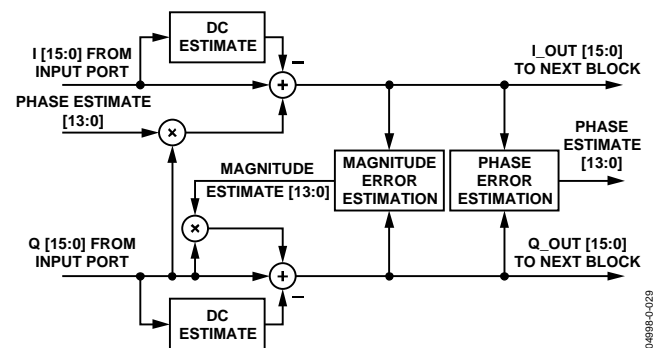 DC
ESTIMATE
I [15:0] FROM
INPUT PORT
−
+
I_OUT [15:0]
TO NEXT BLOCK
PHASE ESTIMATE
[13:0]
×
MAGNITUDE
ESTIMATE [13:0]
MAGNITUDE
ERROR
ESTIMATION
PHASE
ERROR
ESTIMATION
PHASE
ESTIMATE
[13:0]
×
Q [15:0] FROM
INPUT PORT
+
−
Q_OUT [15:0]
TO NEXT BLOCK
DC
ESTIMATE
04998-0-029